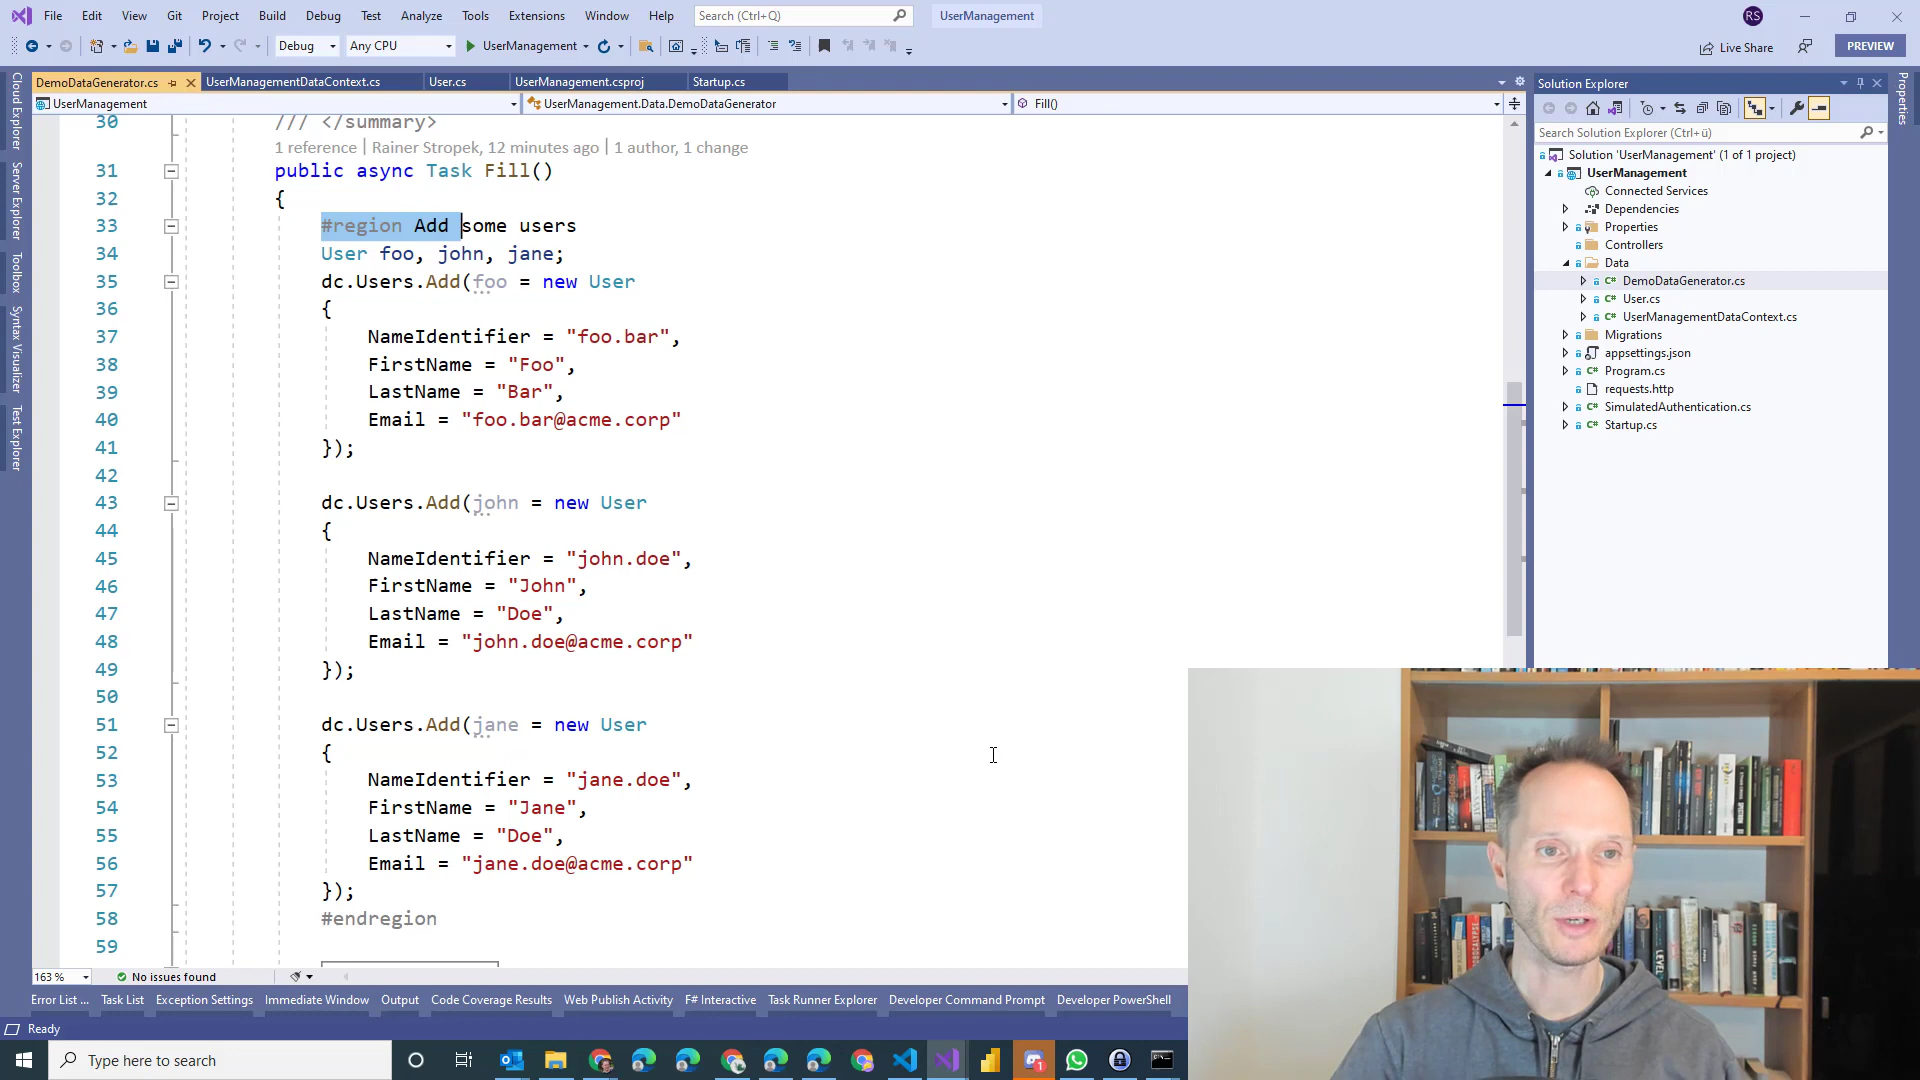 File Edit View Git Project Build Debug Test Analyze Tools Extensions Window Help Search (Ctrl+Q) UserManagement RS
Debug Any CPU UserManagement Live Share PREVIEW
DemoDataGenerator.cs UserManagementDataContext.cs User.cs UserManagement.csproj Startup.cs
UserManagement UserManagement.Data.DemoDataGenerator Fill()
Cloud Explorer
Server Explorer
Toolbox
Syntax Visualizer
Test Explorer
30 /// </summary>
1 reference | Rainer Stropek, 12 minutes ago | 1 author, 1 change
31 public async Task Fill()
32 {
33 #region Add some users
34 User foo, john, jane;
35 dc.Users.Add(foo = new User
36 {
37 NameIdentifier = "foo.bar",
38 FirstName = "Foo",
39 LastName = "Bar",
40 Email = "foo.bar@acme.corp"
41 });
42
43 dc.Users.Add(john = new User
44 {
45 NameIdentifier = "john.doe",
46 FirstName = "John",
47 LastName = "Doe",
48 Email = "john.doe@acme.corp"
49 });
50
51 dc.Users.Add(jane = new User
52 {
53 NameIdentifier = "jane.doe",
54 FirstName = "Jane",
55 LastName = "Doe",
56 Email = "jane.doe@acme.corp"
57 });
58 #endregion
59
163 % No issues found
Error List ... Task List Exception Settings Immediate Window Output Code Coverage Results Web Publish Activity F# Interactive Task Runner Explorer Developer Command Prompt Developer PowerShell
Ready
Type here to search
1
Solution Explorer
Search Solution Explorer (Ctrl+ü)
Solution 'UserManagement' (1 of 1 project)
UserManagement
Connected Services
Dependencies
Properties
Controllers
Data
DemoDataGenerator.cs
User.cs
UserManagementDataContext.cs
Migrations
appsettings.json
Program.cs
requests.http
SimulatedAuthentication.cs
Startup.cs
Properties